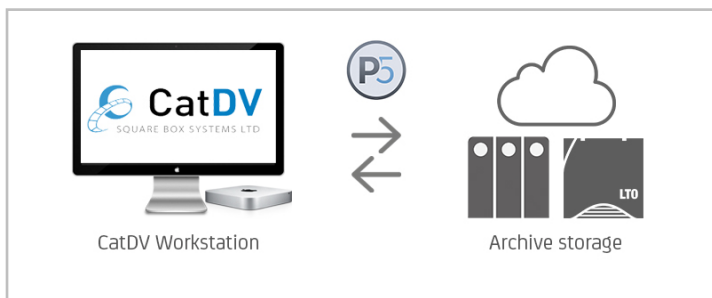 CatDV
SQUARE BOX SYSTEMS LTD
P5
LTO
CatDV Workstation
Archive storage